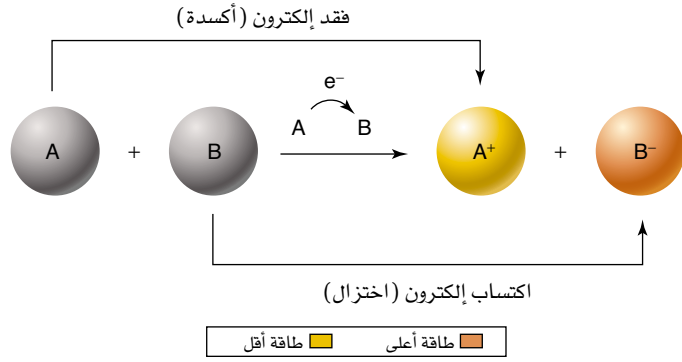 فقد إلكترون (أكسدة)
e⁻
A B
A + B A⁺ + B⁻
اكتساب إلكترون (اختزال)
طاقة أعلى طاقة أقل